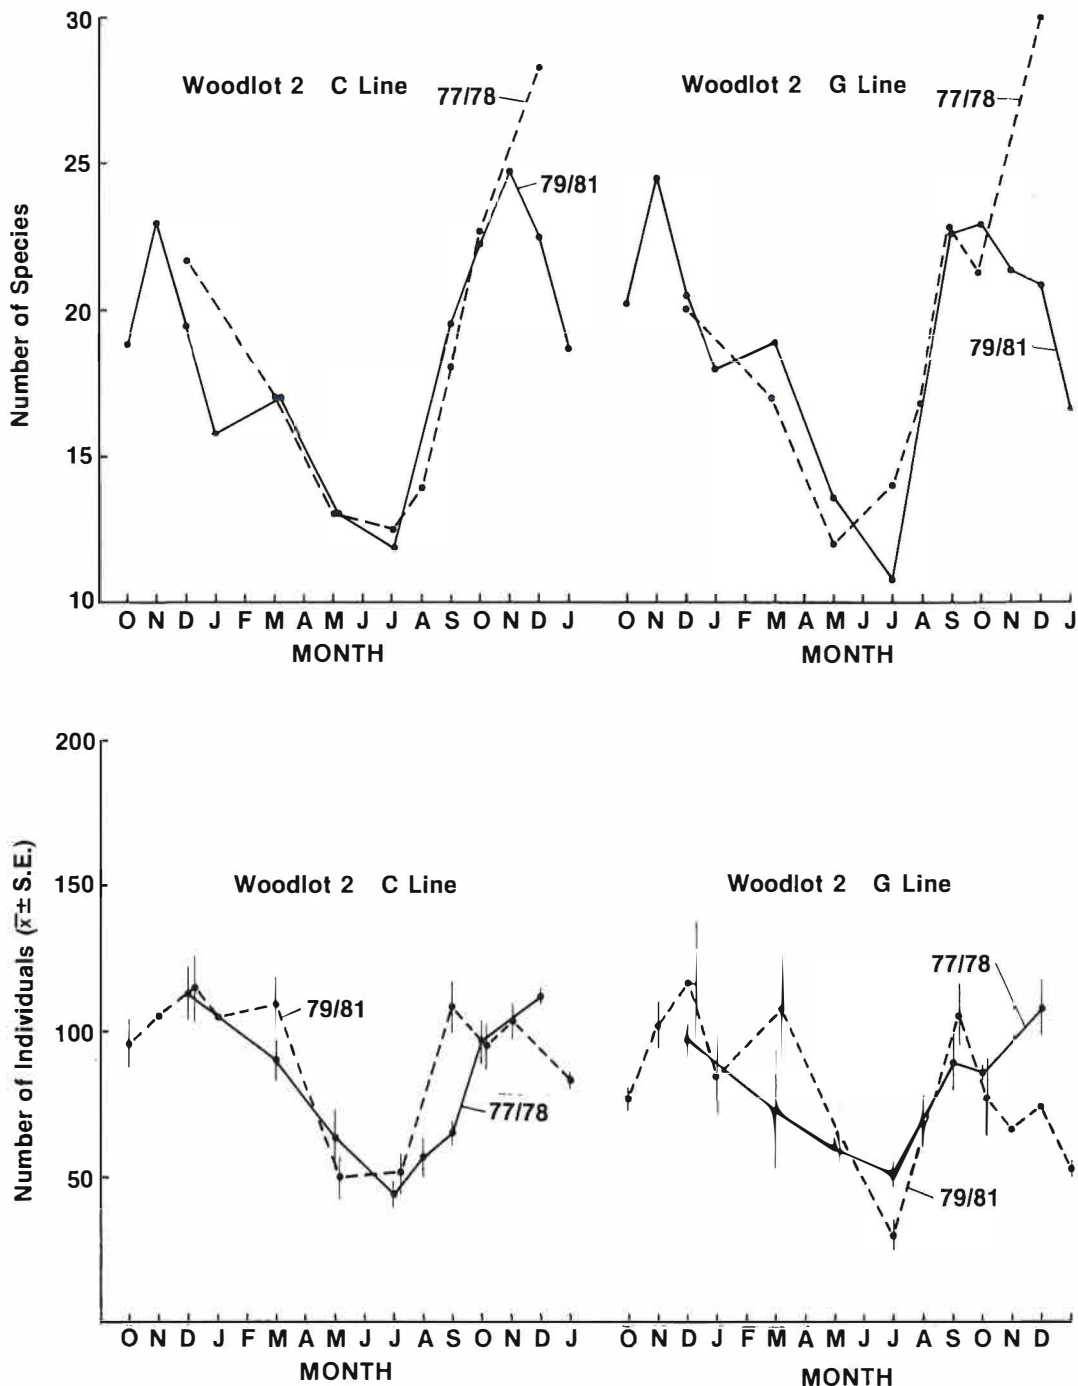 30
25
20
15
10
Number of Species
Woodlot 2 C Line
77/78
79/81
O N D J F M A M J J A S O N D J
MONTH
Woodlot 2 G Line
77/78
79/81
O N D J F M A M J J A S O N D J
MONTH
200
150
100
50
Number of Individuals (x̄ ± S.E.)
Woodlot 2 C Line
79/81
77/78
O N D J F M A M J J A S O N D J
MONTH
Woodlot 2 G Line
77/78
79/81
O N D J F M A M J J A S O N D
MONTH